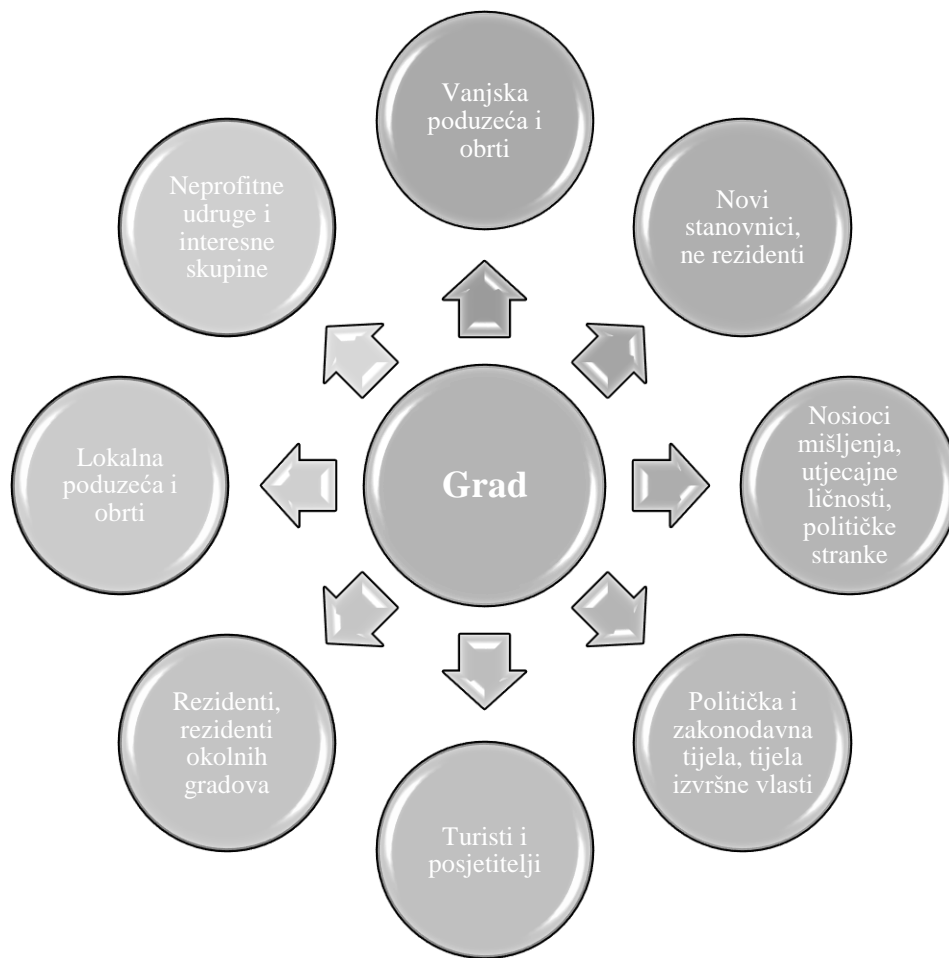 Vanjska
poduzeća i
obrti
Novi
stanovnici,
ne rezidenti
Nosioci
mišljenja,
utjecajne
ličnosti,
političke
stranke
Politička i
zakonodavna
tijela, tijela
izvršne vlasti
Turisti i
posjetitelji
Rezidenti,
rezidenti
okolnih
gradova
Lokalna
poduzeća i
obrti
Neprofitne
udruge i
interesne
skupine
Grad